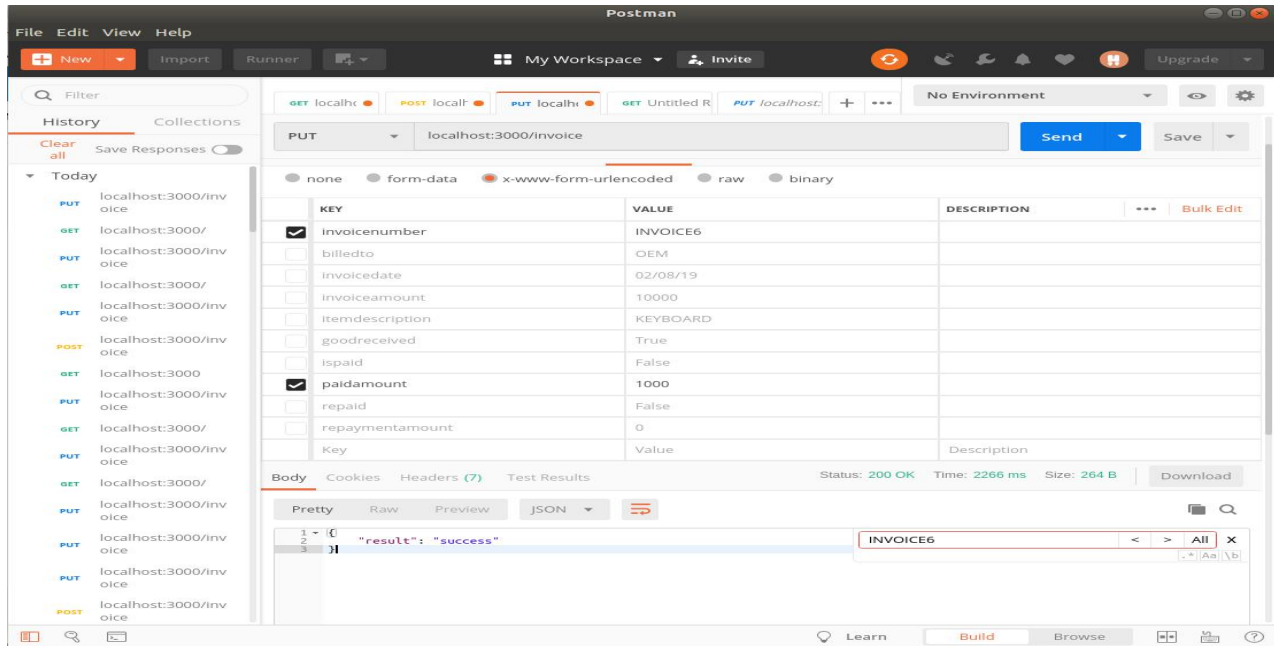 Postman
File Edit View Help
New Import Runner My Workspace Invite Upgrade
Filter
History Collections
Clear all Save Responses
Today
PUT localhost:3000/invoice
GET localhost:3000/
PUT localhost:3000/invoice
GET localhost:3000/
PUT localhost:3000/invoice
POST localhost:3000/invoice
GET localhost:3000
PUT localhost:3000/invoice
GET localhost:3000/
PUT localhost:3000/invoice
GET localhost:3000/
PUT localhost:3000/invoice
PUT localhost:3000/invoice
PUT localhost:3000/invoice
POST localhost:3000/invoice
GET localh POST localh PUT localh GET Untitled R PUT localhost: + ••• No Environment
PUT localhost:3000/invoice Send Save
none form-data x-www-form-urlencoded raw binary
KEY VALUE DESCRIPTION ••• Bulk Edit
invoicenumber INVOICE6
billedto OEM
invoicedate 02/08/19
invoiceamount 10000
itemdescription KEYBOARD
goodreceived True
ispaid False
paidamount 1000
repaid False
repaymentamount 0
Key Value Description
Body Cookies Headers (7) Test Results Status: 200 OK Time: 2266 ms Size: 264 B Download
Pretty Raw Preview JSON
1 {
2 "result": "success"
3 }
INVOICE6 < > All X
.* Aa \b
Learn Build Browse